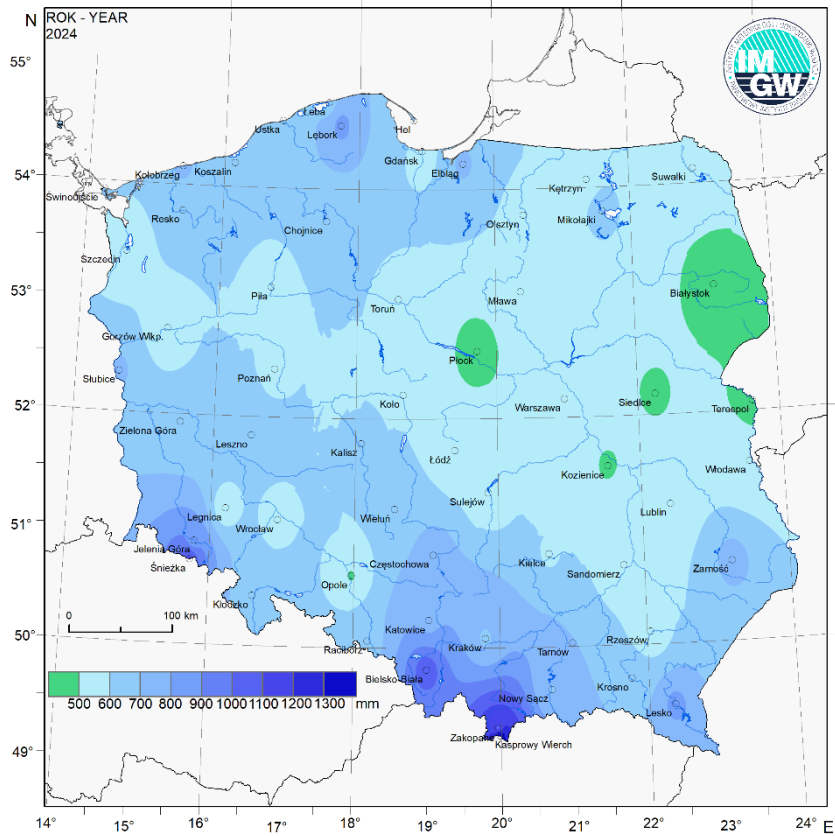 N
ROK - YEAR
2024
IMGW
55°
Łeba
Ustka
Lębork
Hel
Gdańsk
Elbląg
54°
Kołobrzeg
Koszalin
Kętrzyn
Suwałki
Świnoujście
Resko
Chojnice
Olsztyn
Mikołajki
Szczecin
53°
Piła
Toruń
Mława
Białystok
Gorzów Wlkp.
Płock
Słubice
Poznań
Koło
Warszawa
Siedlce
Terespol
52°
Zielona Góra
Leszno
Kalisz
Łódź
Kozienice
Włodawa
Legnica
Wrocław
Wieluń
Sulejów
Lublin
51°
Jelenia Góra
Śnieżka
Opole
Częstochowa
Kielce
Sandomierz
Zamość
Kłodzko
0 100 km
50°
Katowice
Racibórz
Kraków
Tarnów
Rzeszów
Bielsko-Biała
Nowy Sącz
Krosno
Lesko
500 600 700 800 900 1000 1100 1200 1300 mm
Zakopane
Kasprowy Wierch
49°
14° 15° 16° 17° 18° 19° 20° 21° 22° 23° 24° E